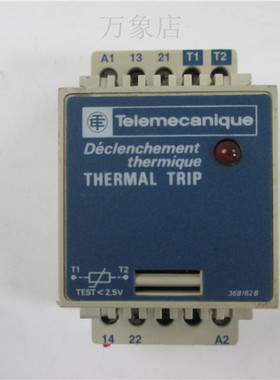 万象店
A1 13 21 T1 T2
Telemecanique
Déclenchement
thermique
THERMAL TRIP
T1 T2
TEST < 2,5V
368162B
14 22 A2